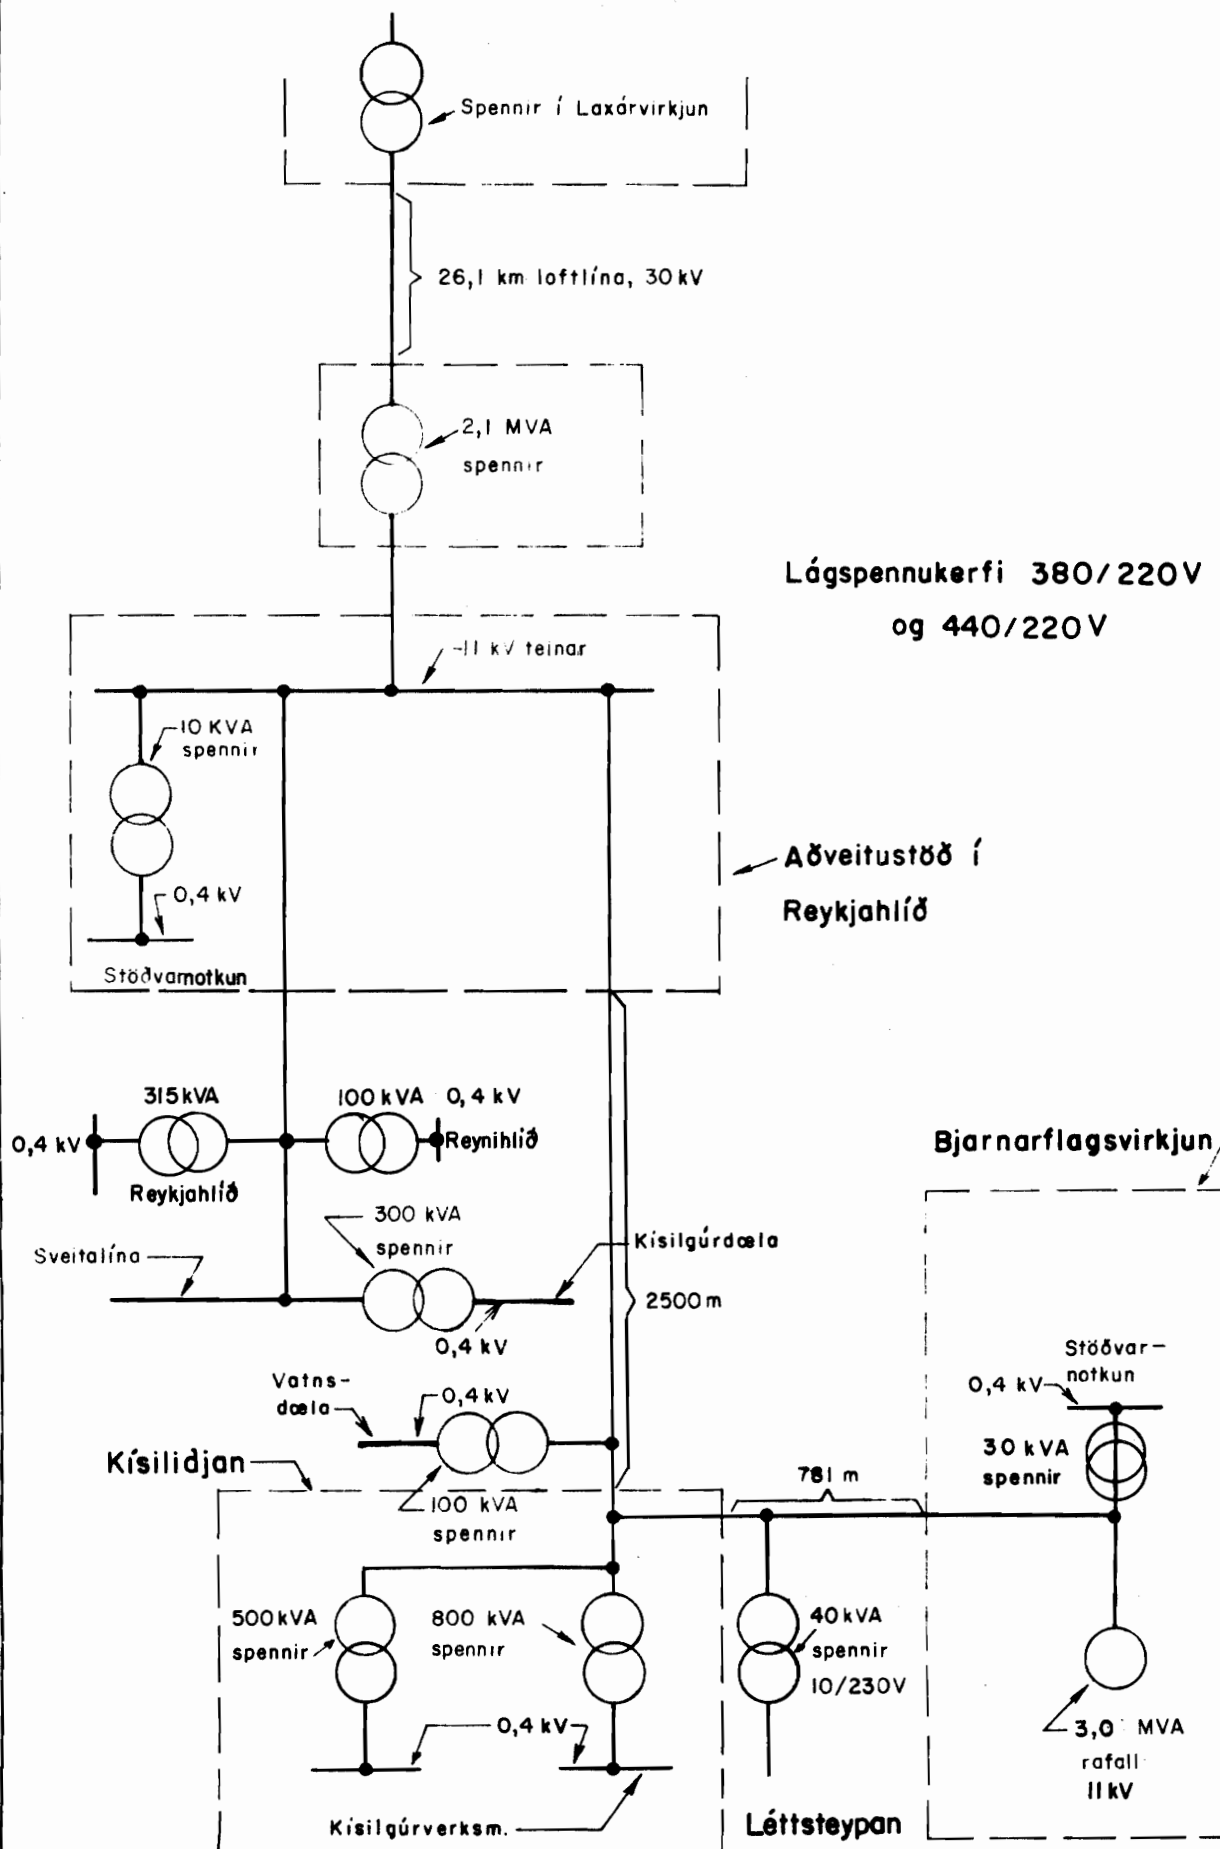 Spennir í Laxárvirkjun
26,1 km loftlína, 30 kV
2,1 MVA
spennir
Lágspennukerfi 380/220V
og 440/220V
11 kV teinar
10 KVA
spennir
0,4 kV
Stöðvarnotkun
Aðveitustöð í
Reykjahlíð
315 kVA
100 kVA 0,4 kV
0,4 kV
Reynihlíð
Reykjahlíð
Bjarnarflagsvirkjun
300 kVA
spennir
Sveitalína
Kísilgúrdæla
2500 m
0,4 kV
Vatns-
dæla
0,4 kV
Stöðvar-
notkun
0,4 kV
Kísilidjan
100 kVA
spennir
781 m
30 kVA
spennir
500 kVA
spennir
800 kVA
spennir
40 kVA
spennir
10/230V
0,4 kV
3,0 MVA
rafall
11 kV
Kísilgúrverksm.
Léttsteypan